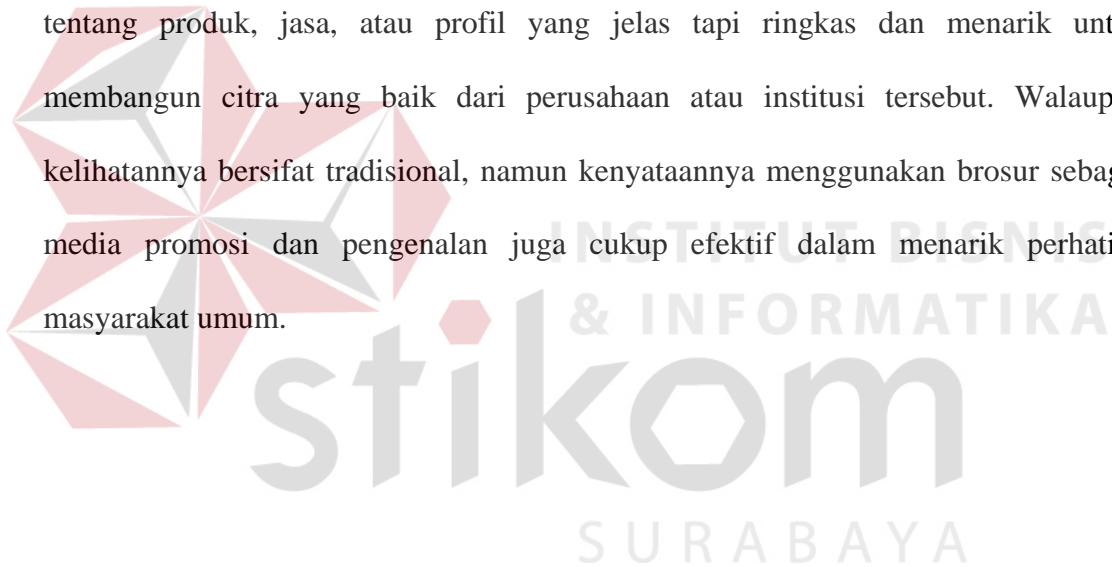 tentang produk, jasa, atau profil yang jelas tapi ringkas dan menarik unt
membangun citra yang baik dari perusahaan atau institusi tersebut. Walaup
kelihatannya bersifat tradisional, namun kenyataannya menggunakan brosur sebag
media promosi dan pengenalan juga cukup efektif dalam menarik perhati
masyarakat umum.
INSTITUT BISNIS
& INFORMATIKA
stikom
SURABAYA